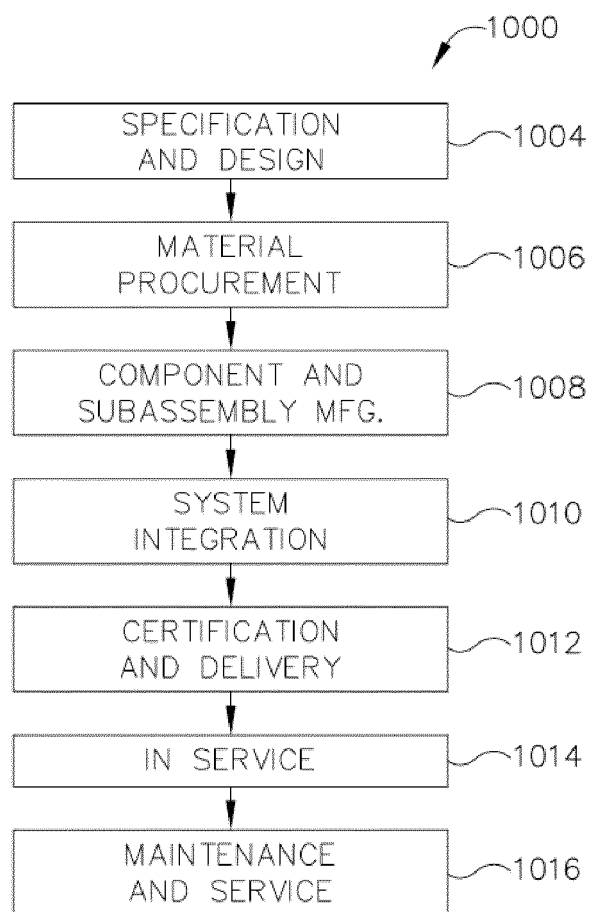 1000
SPECIFICATION
AND DESIGN
1004
MATERIAL
PROCUREMENT
1006
COMPONENT AND
SUBASSEMBLY MFG.
1008
SYSTEM
INTEGRATION
1010
CERTIFICATION
AND DELIVERY
1012
IN SERVICE
1014
MAINTENANCE
AND SERVICE
1016